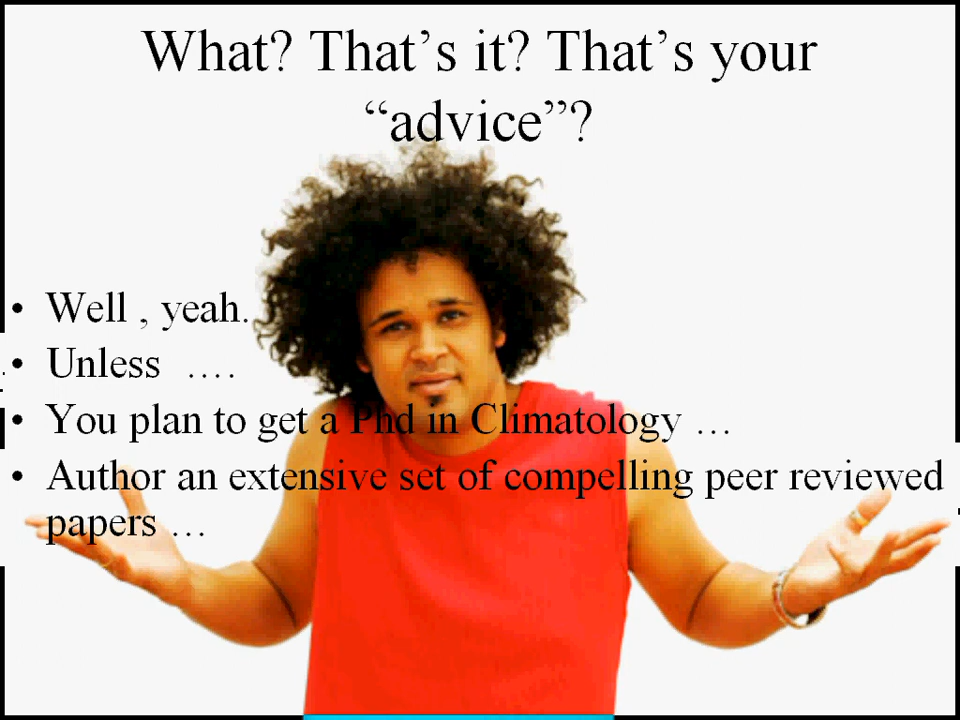 What? That’s it? That’s your
“advice”?
• Well , yeah.
• Unless ….
• You plan to get a Phd in Climatology …
• Author an extensive set of compelling peer reviewed
papers …